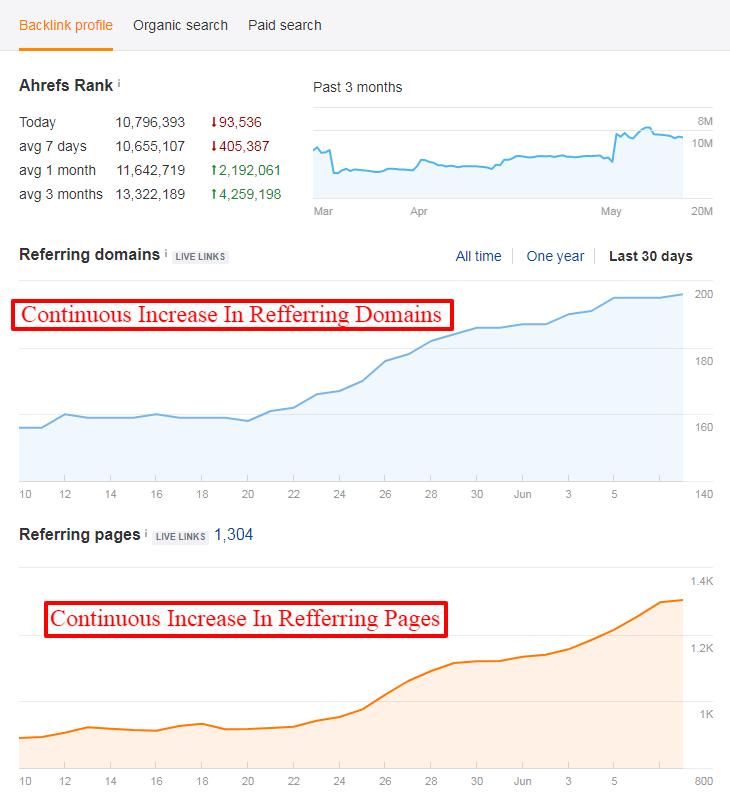 Backlink profile Organic search Paid search
Ahrefs Rank i
Past 3 months
Today 10,796,393 ↓93,536
avg 7 days 10,655,107 ↓405,387
avg 1 month 11,642,719 ↑2,192,061
avg 3 months 13,322,189 ↑4,259,198
8M
10M
20M
Mar Apr May
Referring domains i LIVE LINKS
All time One year Last 30 days
200
Continuous Increase In Refferring Domains
180
160
140
10 12 14 16 18 20 22 24 26 28 30 Jun 3 5
Referring pages i LIVE LINKS 1,304
1.4K
Continuous Increase In Refferring Pages
1.2K
1K
800
10 12 14 16 18 20 22 24 26 28 30 Jun 3 5